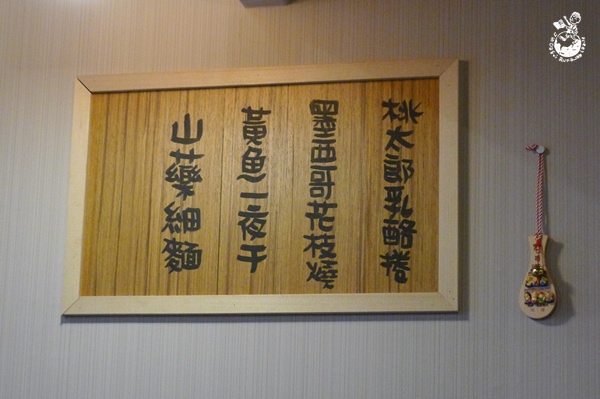 桃太郎乳酪捲
墨西哥花枝燒
黃魚一夜干
山藥細麵